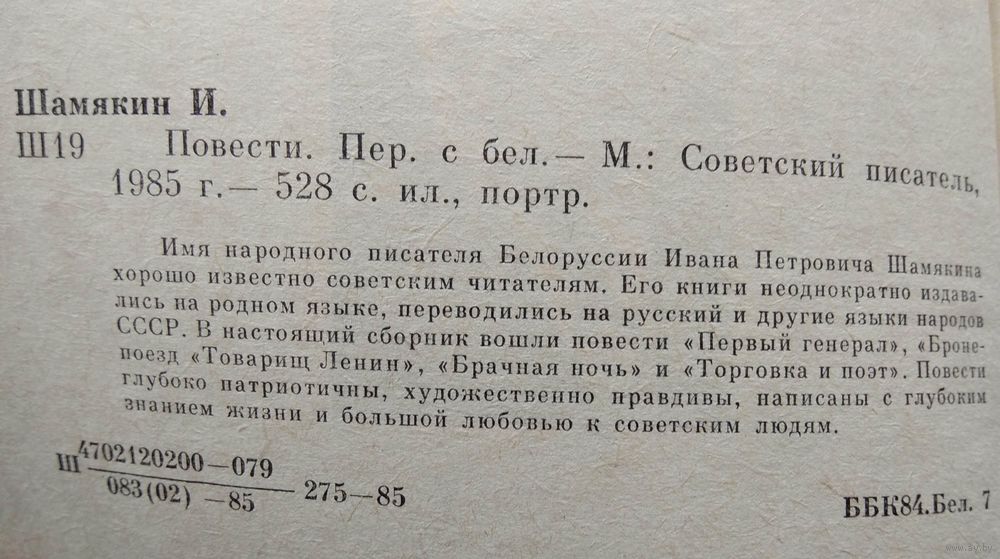 Шамякин И.
Ш19 Повести. Пер. с бел.— М.: Советский писатель,
1985 г.— 528 с. ил., портр.
Имя народного писателя Белоруссии Ивана Петровича Шамякина
хорошо известно советским читателям. Его книги неоднократно издава-
лись на родном языке, переводились на русский и другие языки народов
СССР. В настоящий сборник вошли повести «Первый генерал», «Броне-
поезд «Товарищ Ленин», «Брачная ночь» и «Торговка и поэт». Повести
глубоко патриотичны, художественно правдивы, написаны с глубоким
знанием жизни и большой любовью к советским людям.
Ш 4702120200—079
083(02) —85 275—85
ББК84.Бел. 7
www.ay.by